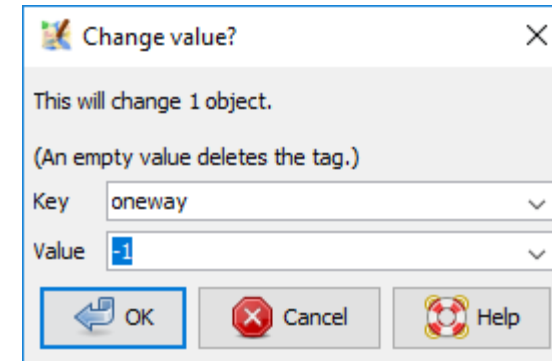 Change value?
This will change 1 object.
(An empty value deletes the tag.)
Key oneway
Value -1
OK Cancel Help